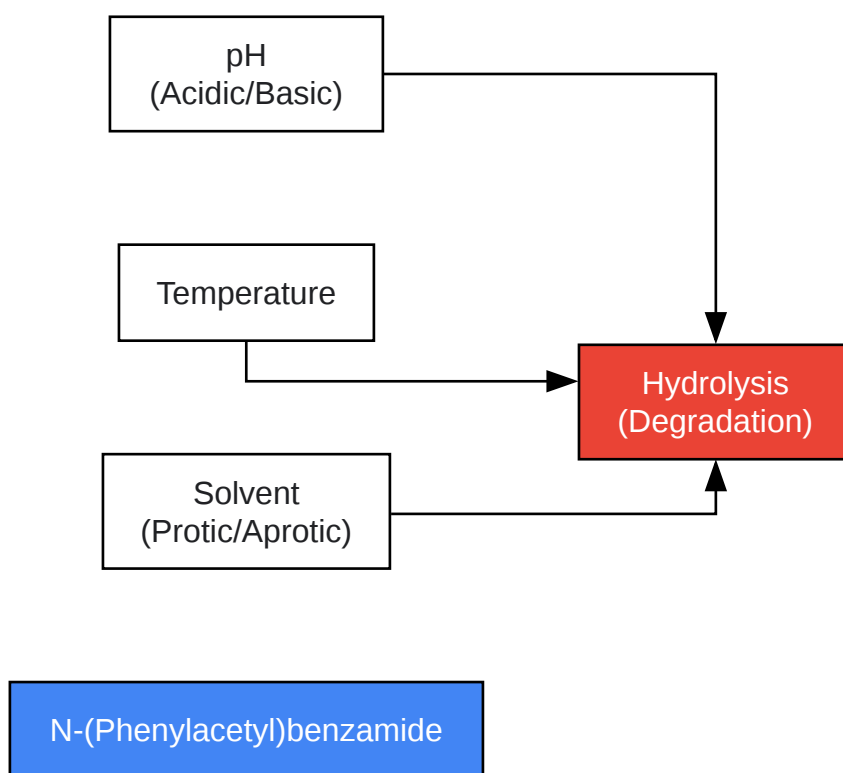 pH
(Acidic/Basic)
Temperature
Hydrolysis
(Degradation)
Solvent
(Protic/Aprotic)
N-(Phenylacetyl)benzamide